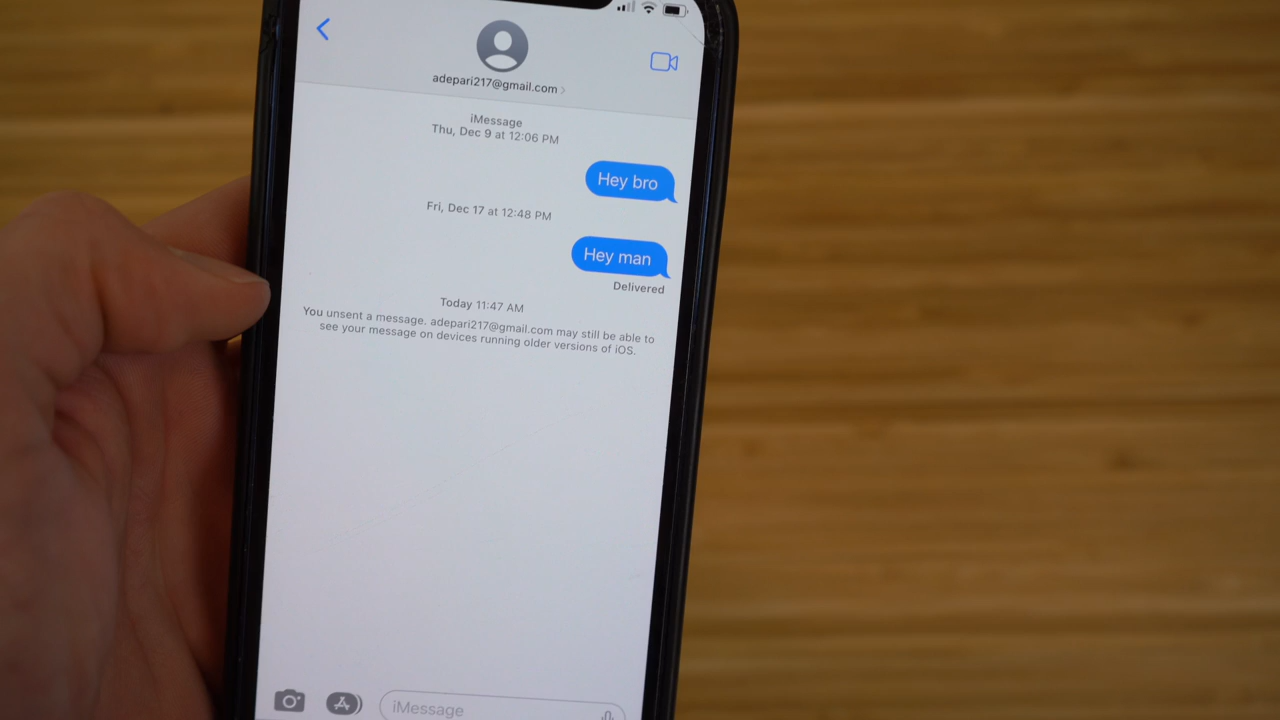 adepari217@gmail.com
iMessage
Thu, Dec 9 at 12:06 PM
Hey bro
Fri, Dec 17 at 12:48 PM
Hey man
Delivered
Today 11:47 AM
You unsent a message. adepari217@gmail.com may still be able to
see your message on devices running older versions of iOS.
iMessage